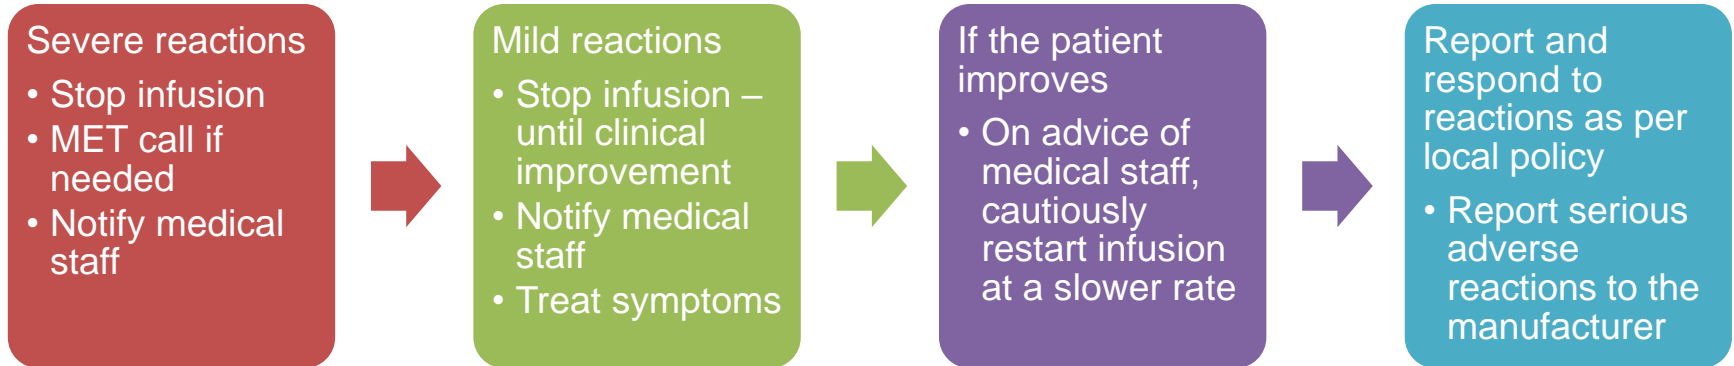 Severe reactions
• Stop infusion
• MET call if
needed
• Notify medical
staff
Mild reactions
• Stop infusion –
until clinical
improvement
• Notify medical
staff
• Treat symptoms
If the patient
improves
• On advice of
medical staff,
cautiously
restart infusion
at a slower rate
Report and
respond to
reactions as per
local policy
• Report serious
adverse
reactions to the
manufacturer